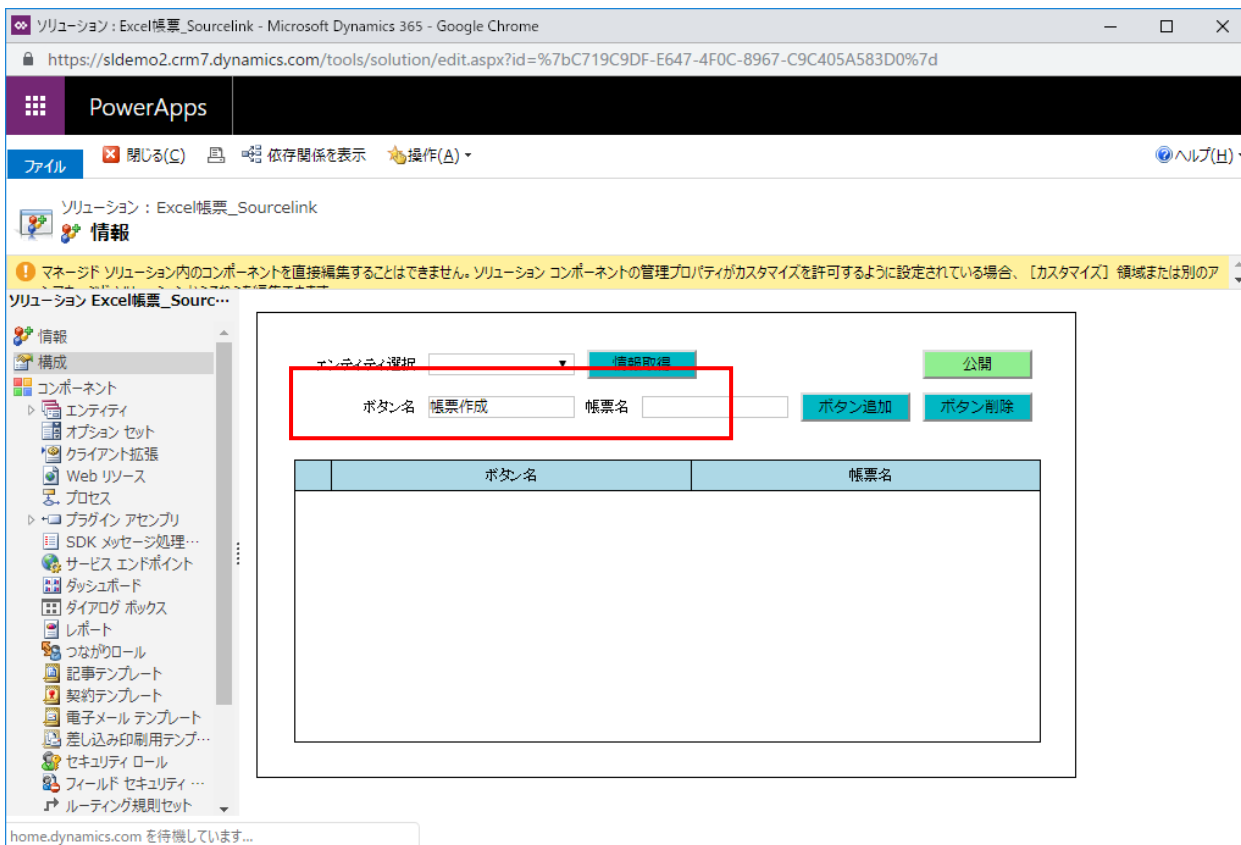 ソリューション : Excel帳票_Sourcelink - Microsoft Dynamics 365 - Google Chrome
https://sldemo2.crm7.dynamics.com/tools/solution/edit.aspx?id=%7bC719C9DF-E647-4F0C-8967-C9C405A583D0%7d
PowerApps
ファイル 閉じる(C) 依存関係を表示 操作(A) ヘルプ(H)
ソリューション : Excel帳票_Sourcelink
情報
マネージド ソリューション内のコンポーネントを直接編集することはできません。ソリューション コンポーネントの管理プロパティがカスタマイズを許可するように設定されている場合、[カスタマイズ] 領域または別のア
ソリューション Excel帳票_Sourc…
情報
構成
コンポーネント
エンティティ
オプション セット
クライアント拡張
Web リソース
プロセス
プラグイン アセンブリ
SDK メッセージ処理…
サービス エンドポイント
ダッシュボード
ダイアログ ボックス
レポート
つながりロール
記事テンプレート
契約テンプレート
電子メール テンプレート
差し込み印刷用テンプ…
セキュリティ ロール
フィールド セキュリティ …
ルーティング規則セット
エンティティ選択 情報取得 公開
ボタン名 帳票作成 帳票名 ボタン追加 ボタン削除
ボタン名 帳票名
home.dynamics.com を待機しています...